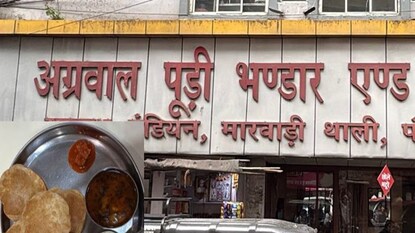 अग्रवाल पूड़ी भण्डार एण्ड
डियन, मारवाड़ी थाली,